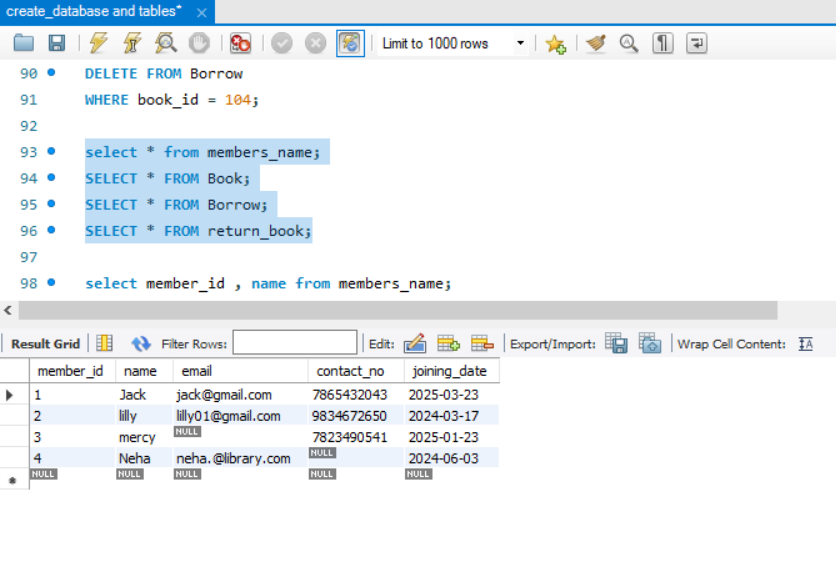 create_database and tables*
Limit to 1000 rows
90 DELETE FROM Borrow
91 WHERE book_id = 104;
92
93 select * from members_name;
94 SELECT * FROM Book;
95 SELECT * FROM Borrow;
96 SELECT * FROM return_book;
97
98 select member_id , name from members_name;
Result Grid Filter Rows: Edit: Export/Import: Wrap Cell Content:
member_id name email contact_no joining_date
1 Jack jack@gmail.com 7865432043 2025-03-23
2 lilly lilly01@gmail.com 9834672650 2024-03-17
3 mercy NULL 7823490541 2025-01-23
4 Neha neha.@library.com NULL 2024-06-03
NULL NULL NULL NULL NULL